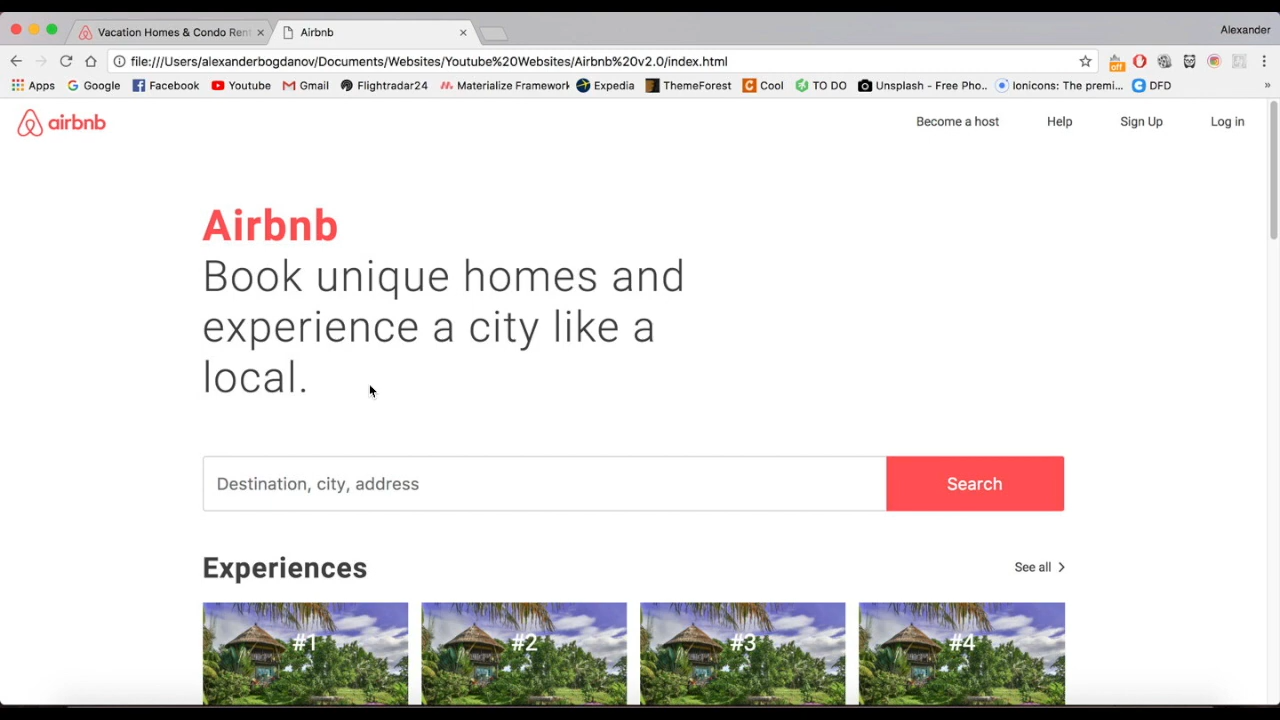 Vacation Homes & Condo Rent
Airbnb
Alexander
file:///Users/alexanderbogdanov/Documents/Websites/Youtube%20Websites/Airbnb%20v2.0/index.html
off
Apps Google Facebook Youtube Gmail Flightradar24 Materialize Framework Expedia ThemeForest Cool TO DO Unsplash - Free Pho... Ionicons: The premi... DFD »
airbnb
Become a host Help Sign Up Log in
Airbnb
Book unique homes and
experience a city like a
local.
Destination, city, address Search
Experiences See all
#1 #2 #3 #4